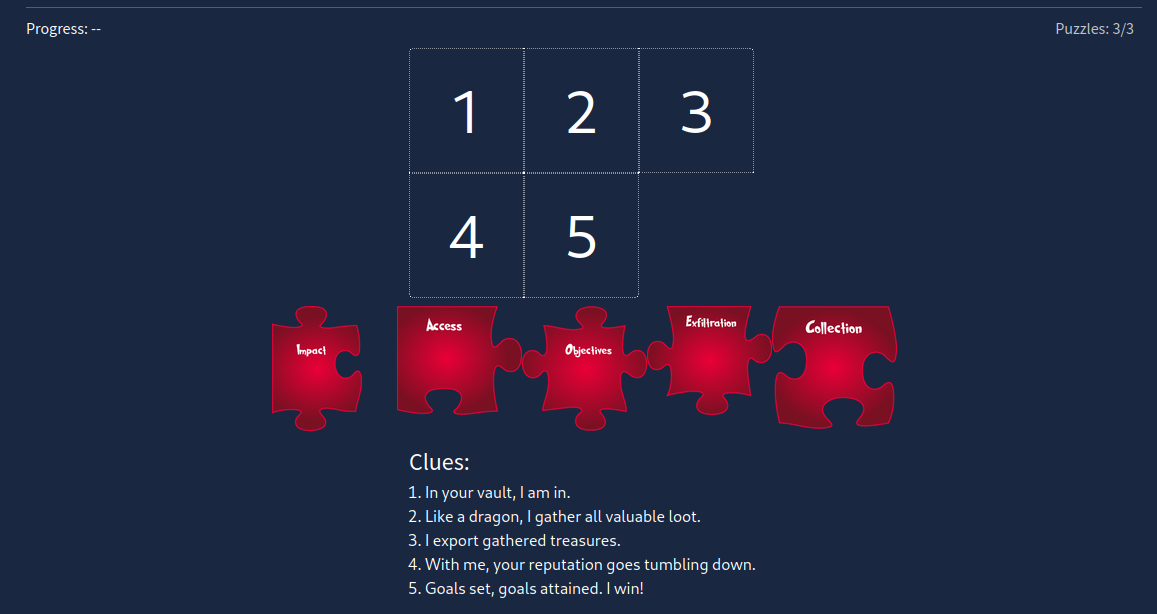 Progress: --
Puzzles: 3/3
1 2 3
4 5
Impact
Access
Objectives
Exfiltration
Collection
Clues:
1. In your vault, I am in.
2. Like a dragon, I gather all valuable loot.
3. I export gathered treasures.
4. With me, your reputation goes tumbling down.
5. Goals set, goals attained. I win!